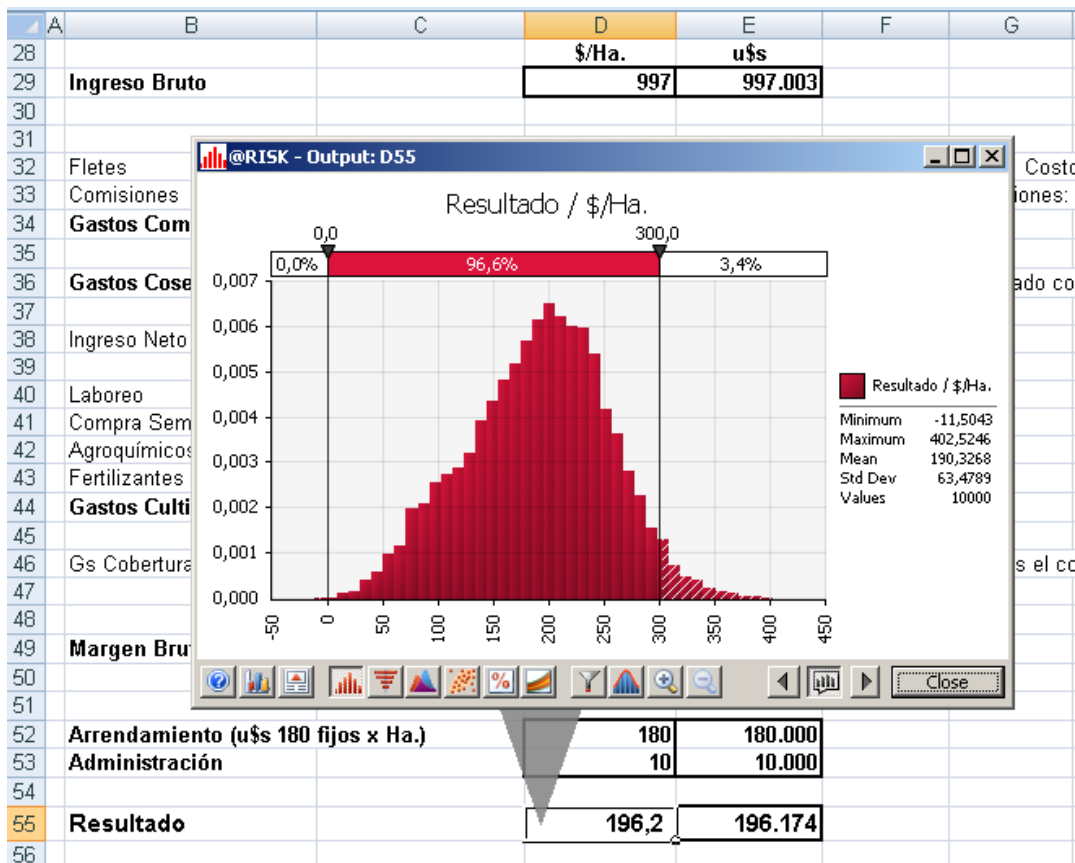 A B C D E F G
28 $/Ha. u$s
29 Ingreso Bruto 997 997.003
30
31
@RISK - Output: D55
32 Fletes Costo
33 Comisiones iones:
34 Gastos Com
35
36 Gastos Cose ado co
37
38 Ingreso Neto
39
40 Laboreo
41 Compra Sem
42 Agroquímicos
43 Fertilizantes
44 Gastos Culti
45
46 Gs Cobertura s el co
47
48
49 Margen Bru
50
51
Resultado / $/Ha.
0,0 300,0
0,0% 96,6% 3,4%
0,007
0,006
0,005
0,004
0,003
0,002
0,001
0,000
-50 0 50 100 150 200 250 300 350 400 450
Resultado / $/Ha.
Minimum -11,5043
Maximum 402,5246
Mean 190,3268
Std Dev 63,4789
Values 10000
Close
52 Arrendamiento (u$s 180 fijos x Ha.) 180 180.000
53 Administración 10 10.000
54
55 Resultado 196,2 196.174
56